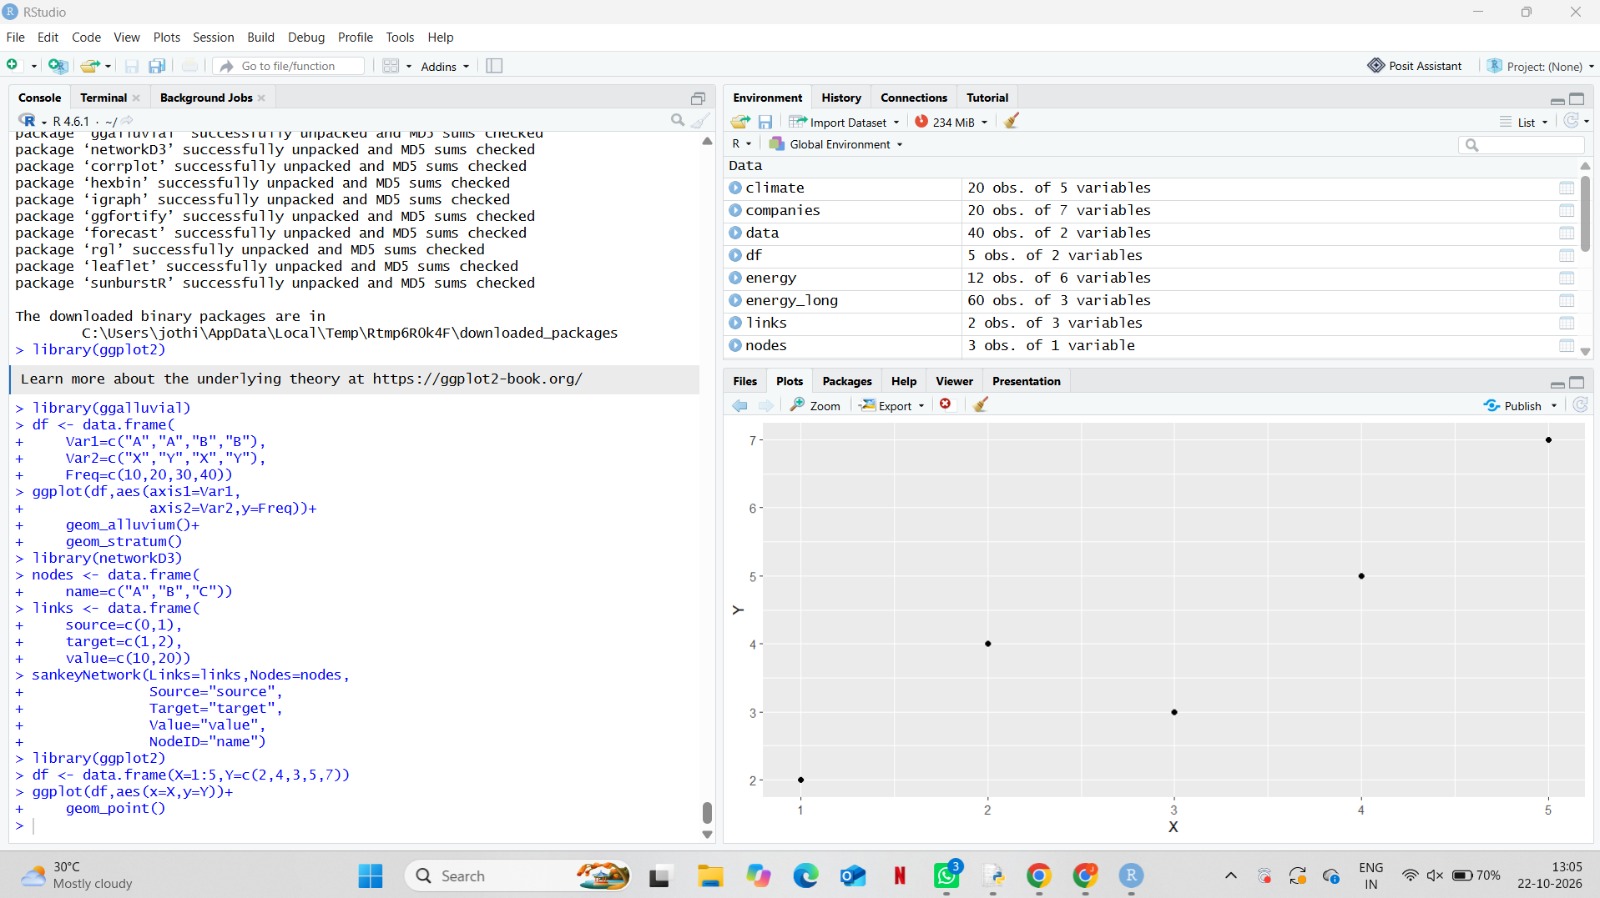 RStudio
File Edit Code View Plots Session Build Debug Profile Tools Help
Go to file/function Addins Posit Assistant Project: (None)
Console Terminal Background Jobs
R 4.6.1 · ~/
package ‘ggalluvial’ successfully unpacked and MD5 sums checked
package ‘networkD3’ successfully unpacked and MD5 sums checked
package ‘corrplot’ successfully unpacked and MD5 sums checked
package ‘hexbin’ successfully unpacked and MD5 sums checked
package ‘igraph’ successfully unpacked and MD5 sums checked
package ‘ggfortify’ successfully unpacked and MD5 sums checked
package ‘forecast’ successfully unpacked and MD5 sums checked
package ‘rgl’ successfully unpacked and MD5 sums checked
package ‘leaflet’ successfully unpacked and MD5 sums checked
package ‘sunburstR’ successfully unpacked and MD5 sums checked
The downloaded binary packages are in
C:\Users\jothi\AppData\Local\Temp\Rtmp6ROk4F\downloaded_packages
> library(ggplot2)
Learn more about the underlying theory at https://ggplot2-book.org/
> library(ggalluvial)
> df <- data.frame(
+     Var1=c("A","A","B","B"),
+     Var2=c("X","Y","X","Y"),
+     Freq=c(10,20,30,40))
> ggplot(df,aes(axis1=Var1,
+               axis2=Var2,y=Freq))+
+     geom_alluvium()+
+     geom_stratum()
> library(networkD3)
> nodes <- data.frame(
+     name=c("A","B","C"))
> links <- data.frame(
+     source=c(0,1),
+     target=c(1,2),
+     value=c(10,20))
> sankeyNetwork(Links=links,Nodes=nodes,
+               Source="source",
+               Target="target",
+               Value="value",
+               NodeID="name")
> library(ggplot2)
> df <- data.frame(X=1:5,Y=c(2,4,3,5,7))
> ggplot(df,aes(x=X,y=Y))+
+     geom_point()
>
Environment History Connections Tutorial
Import Dataset 234 MiB List
R Global Environment
Data
climate 20 obs. of 5 variables
companies 20 obs. of 7 variables
data 40 obs. of 2 variables
df 5 obs. of 2 variables
energy 12 obs. of 6 variables
energy_long 60 obs. of 3 variables
links 2 obs. of 3 variables
nodes 3 obs. of 1 variable
Files Plots Packages Help Viewer Presentation
Zoom Export Publish
7
6
5
4
3
2
Y
1 2 3 4 5
X
30°C
Mostly cloudy
Search
3
ENG
IN
70%
13:05
22-10-2026